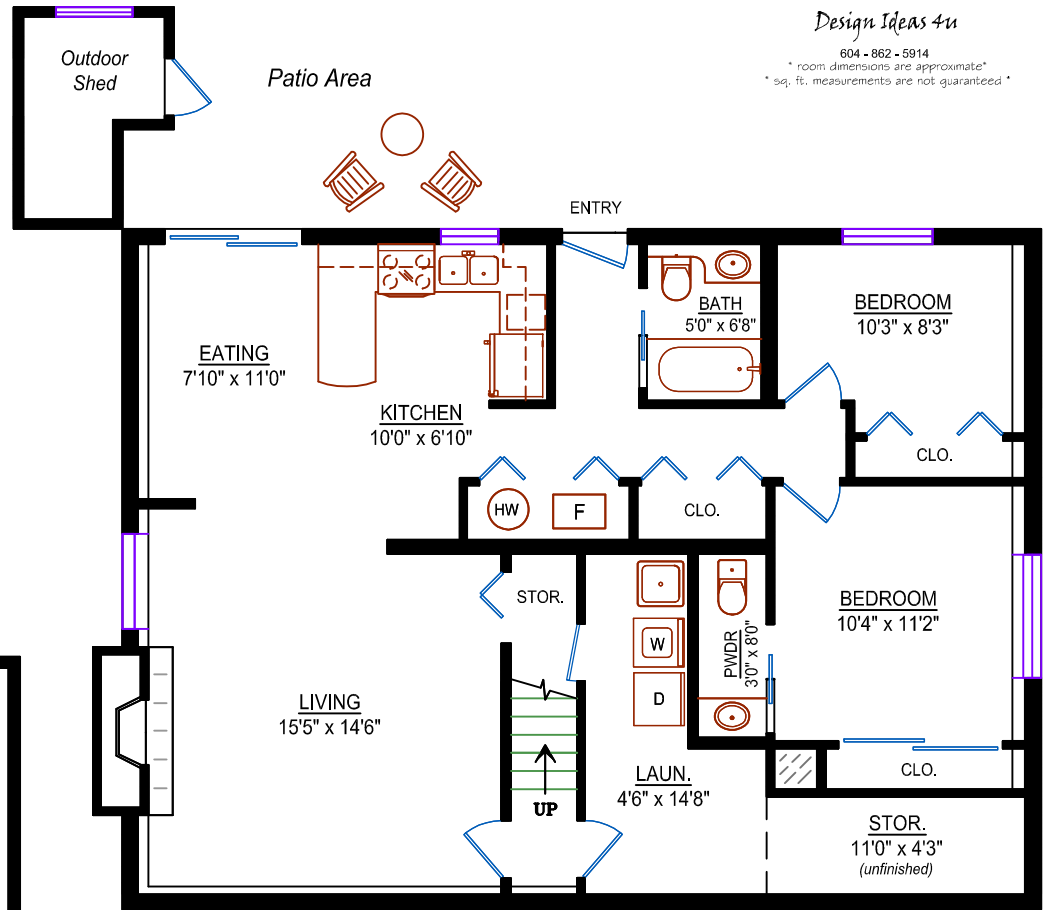 Design Ideas 4u
604 - 862 - 5914
* room dimensions are approximate*
* sq. ft. measurements are not guaranteed *
Outdoor
Shed
Patio Area
ENTRY
BATH
5'0" x 6'8"
BEDROOM
10'3" x 8'3"
EATING
7'10" x 11'0"
KITCHEN
10'0" x 6'10"
CLO.
HW
F
CLO.
STOR.
W
D
PWDR
3'0" x 8'0"
BEDROOM
10'4" x 11'2"
LIVING
15'5" x 14'6"
UP
LAUN.
4'6" x 14'8"
CLO.
STOR.
11'0" x 4'3"
(unfinished)